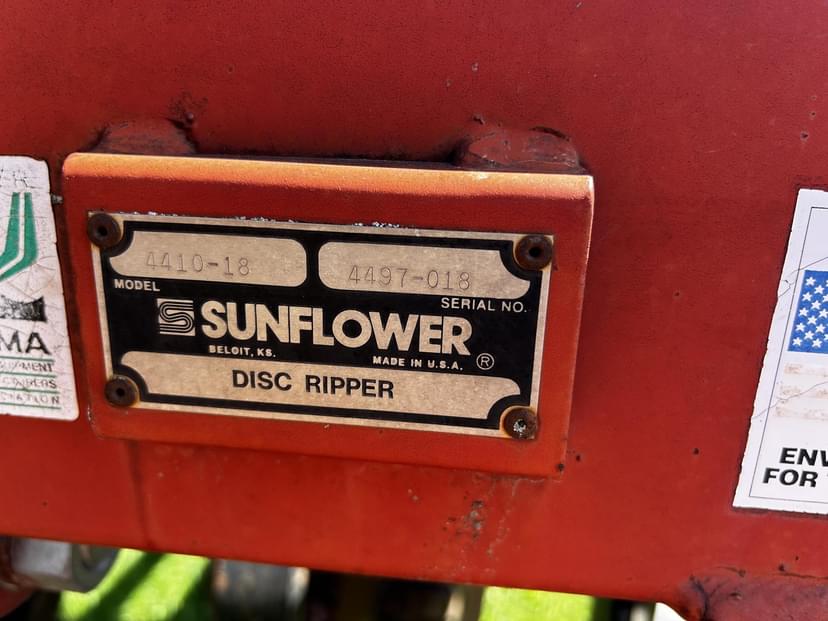 4410-18
4497-018
MODEL
SERIAL NO.
SUNFLOWER
BELOIT, KS.
MADE IN U.S.A. ®
DISC RIPPER
MA
ENV
FOR